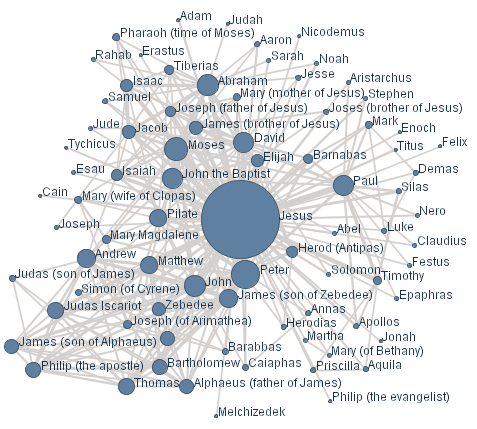 Adam
Judah
Pharaoh (time of Moses)
Nicodemus
Aaron
Rahab
Erastus
Sarah
Noah
Tiberias
Jesse
Isaac
Abraham
Aristarchus
Samuel
Mary (mother of Jesus)
Stephen
Joseph (father of Jesus)
Joses (brother of Jesus)
Jude
Jacob
James (brother of Jesus)
Mark
Enoch
Tychicus
Moses
David
Titus
Felix
Elijah
Barnabas
Esau
Isaiah
John the Baptist
Demas
Paul
Silas
Cain
Mary (wife of Clopas)
Pilate
Jesus
Nero
Joseph
Mary Magdalene
Abel
Luke
Claudius
Andrew
Herod (Antipas)
Matthew
Peter
Festus
Judas (son of James)
Solomon
Timothy
Simon (of Cyrene)
John
James (son of Zebedee)
Epaphras
Judas Iscariot
Zebedee
Annas
Joseph (of Arimathea)
Herodias
Apollos
Martha
Jonah
James (son of Alphaeus)
Barabbas
Mary (of Bethany)
Philip (the apostle)
Bartholomew
Caiaphas
Priscilla
Aquila
Thomas
Alphaeus (father of James)
Philip (the evangelist)
Melchizedek